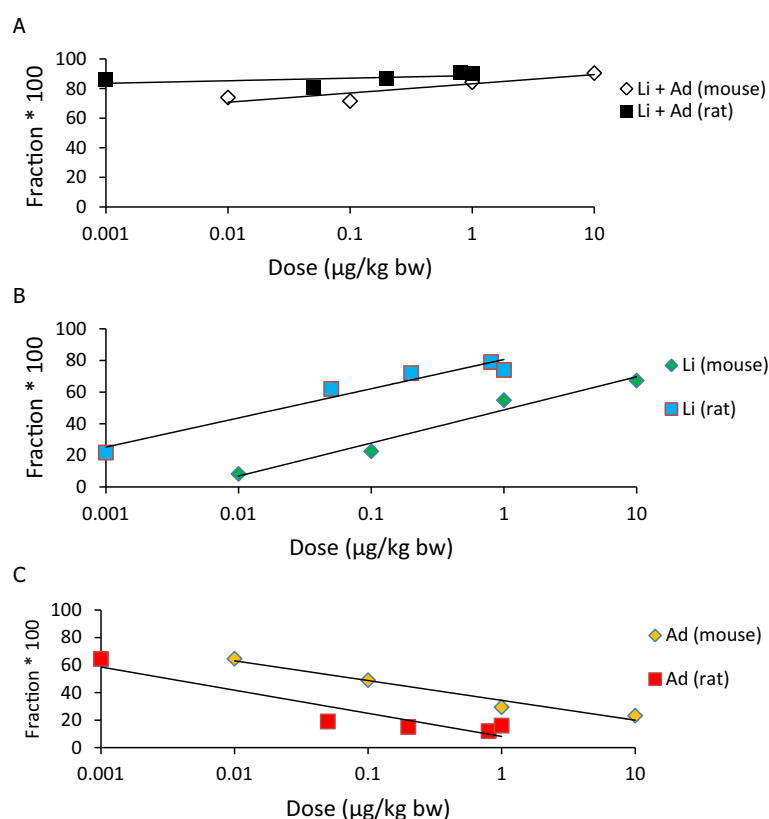 A
Fraction * 100
100
80
60
40
20
0
0.001 0.01 0.1 1 10
Dose (µg/kg bw)
Li + Ad (mouse)
Li + Ad (rat)
B
Fraction * 100
100
80
60
40
20
0
0.001 0.01 0.1 1 10
Dose (µg/kg bw)
Li (mouse)
Li (rat)
C
Fraction * 100
100
80
60
40
20
0
0.001 0.01 0.1 1 10
Dose (µg/kg bw)
Ad (mouse)
Ad (rat)